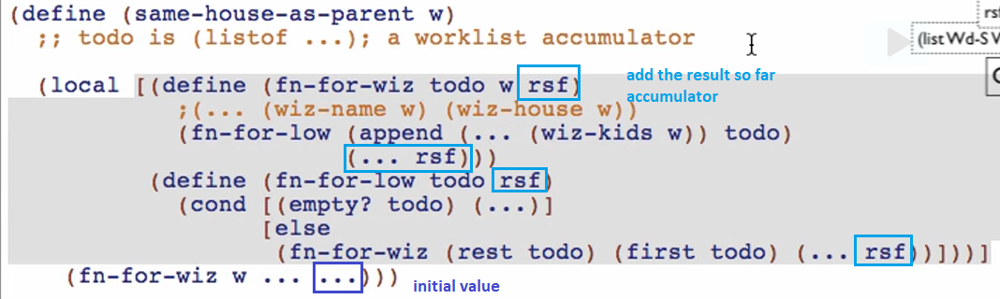 (define (same-house-as-parent w)
;; todo is (listof ...); a worklist accumulator
(list Wd-S W
(local [(define (fn-for-wiz todo w rsf)
add the result so far
accumulator
;(... (wiz-name w) (wiz-house w))
(fn-for-low (append (... (wiz-kids w)) todo)
(... rsf)))
(define (fn-for-low todo rsf)
(cond [(empty? todo) (...)]
[else
(fn-for-wiz (rest todo) (first todo) (... rsf))]))]
(fn-for-wiz w ... ...)))
initial value